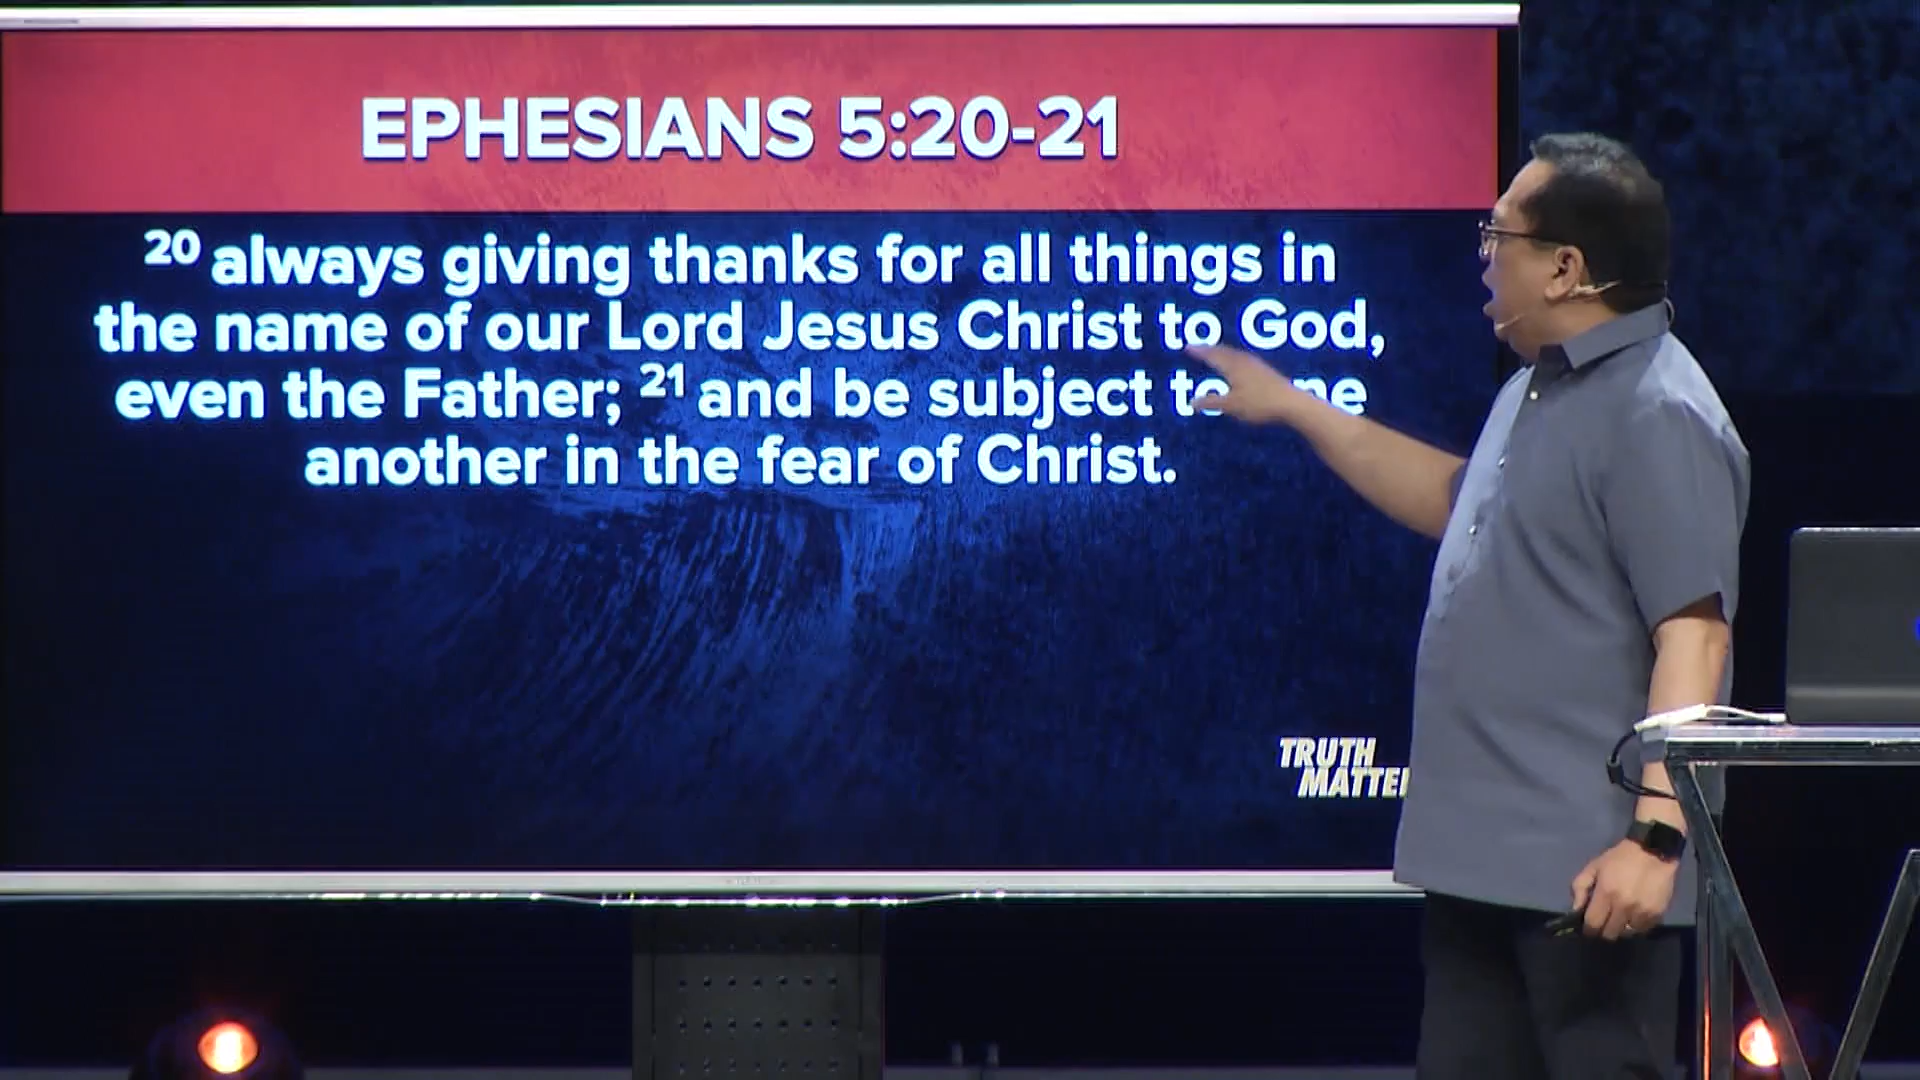 EPHESIANS 5:20-21
20 always giving thanks for all things in
the name of our Lord Jesus Christ to God,
even the Father; 21 and be subject to
another in the fear of Christ.
TRUTH